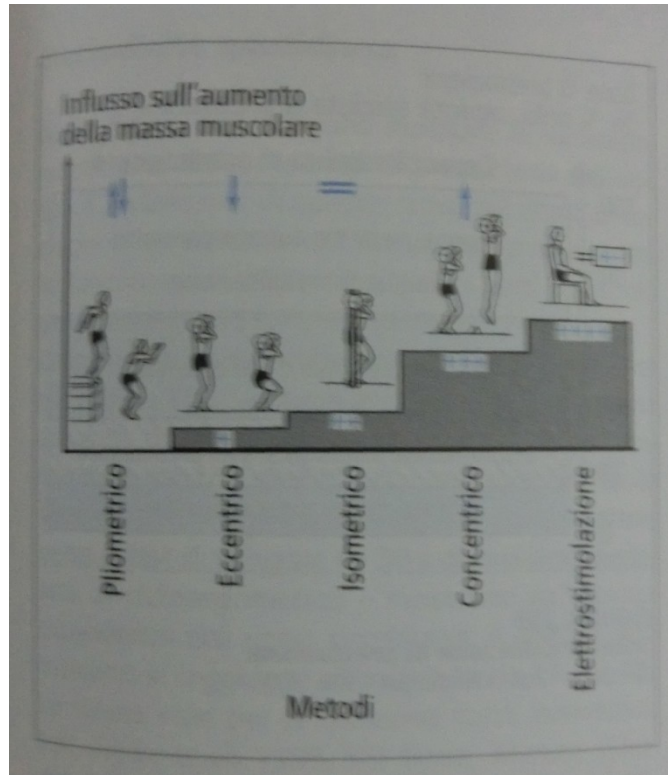 Influsso sull'aumento
della massa muscolare
Pliometrico
Eccentrico
Isometrico
Concentrico
Elettrostimolazione
Metodi